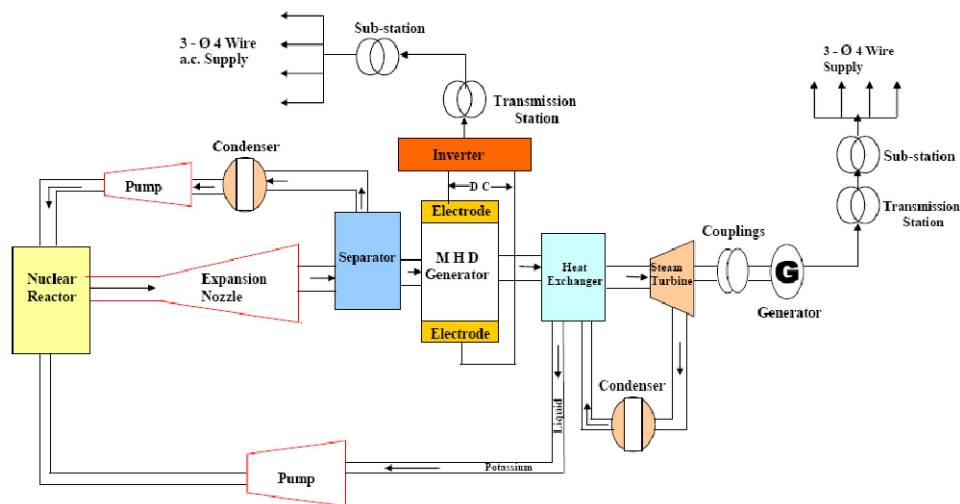 Sub-station
3 - Ø 4 Wire
a.c. Supply
3 - Ø 4 Wire
Supply
Transmission
Station
Condenser
Inverter
Sub-station
Pump
D C
Electrode
Transmission
Station
Couplings
Separator
M H D
Generator
Nuclear
Reactor
Expansion
Nozzle
Heat
Exchanger
Steam
Turbine
G
Generator
Electrode
Condenser
Liquid
Potassium
Pump